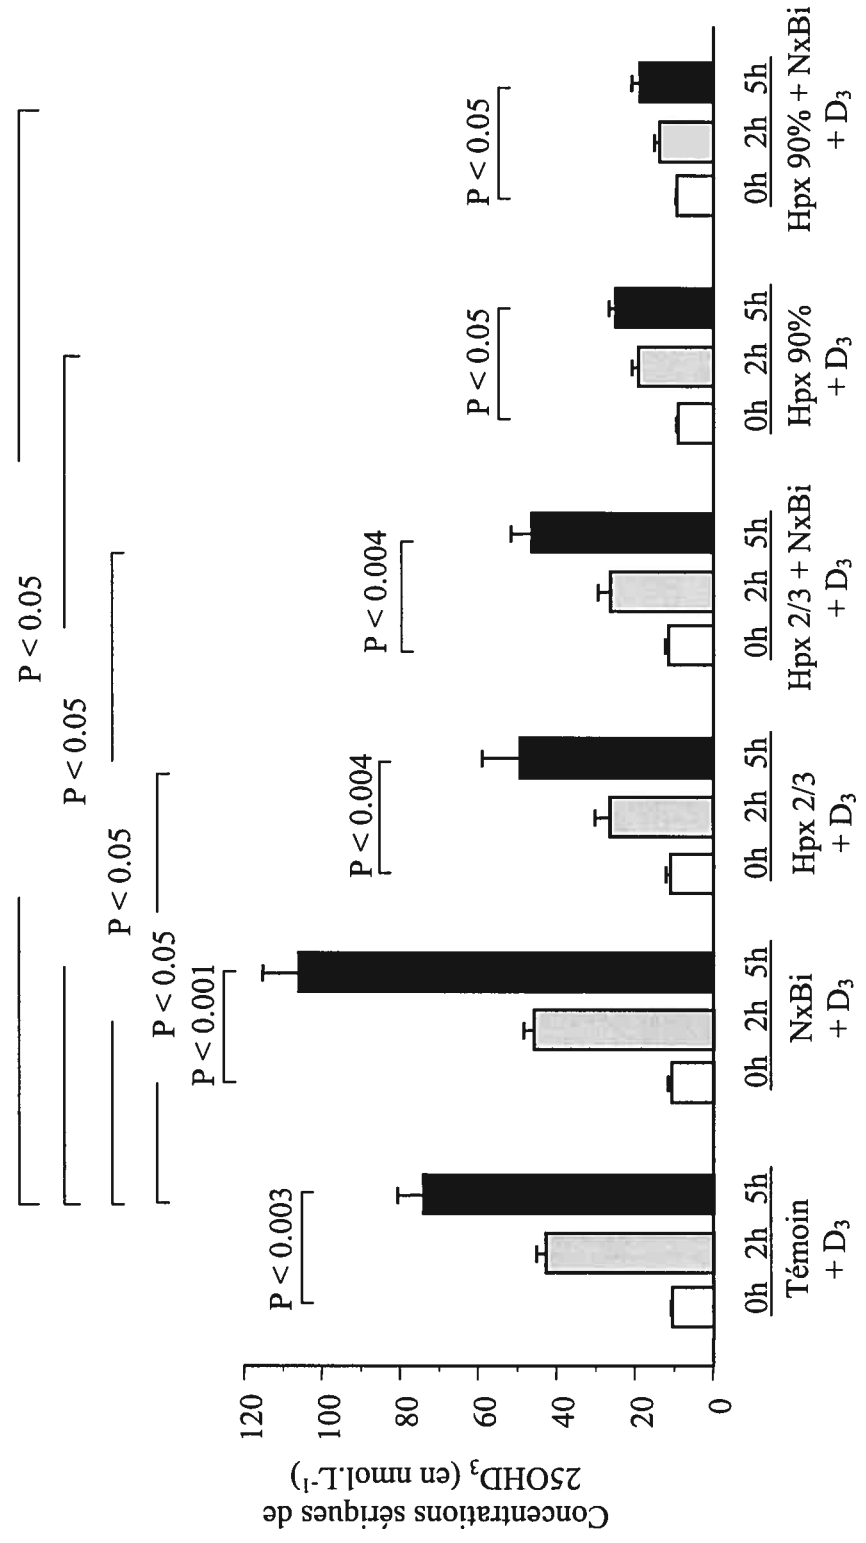 P < 0.05
P < 0.05
P < 0.05
P < 0.05
P < 0.003
P < 0.001
P < 0.004
P < 0.004
P < 0.05
P < 0.05
Concentrations sériques de
25OHD₃ (en nmol.L⁻¹)
120
100
80
60
40
20
0
0h 2h 5h
Témoin
+ D₃
0h 2h 5h
NxBi
+ D₃
0h 2h 5h
Hpx 2/3
+ D₃
0h 2h 5h
Hpx 2/3 + NxBi
+ D₃
0h 2h 5h
Hpx 90%
+ D₃
0h 2h 5h
Hpx 90% + NxBi
+ D₃